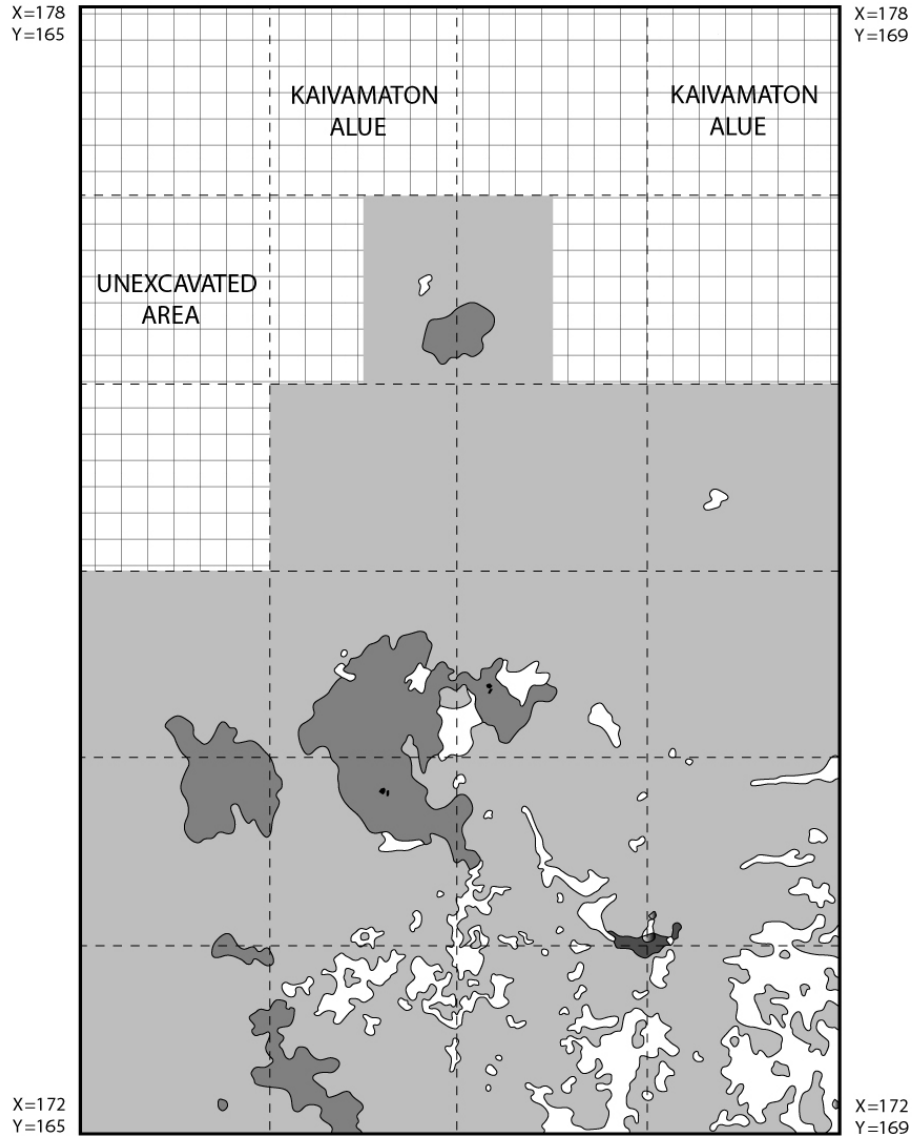 X=178
Y=165
X=178
Y=169
KAIVAMATON
ALUE
KAIVAMATON
ALUE
UNEXCAVATED
AREA
X=172
Y=165
X=172
Y=169